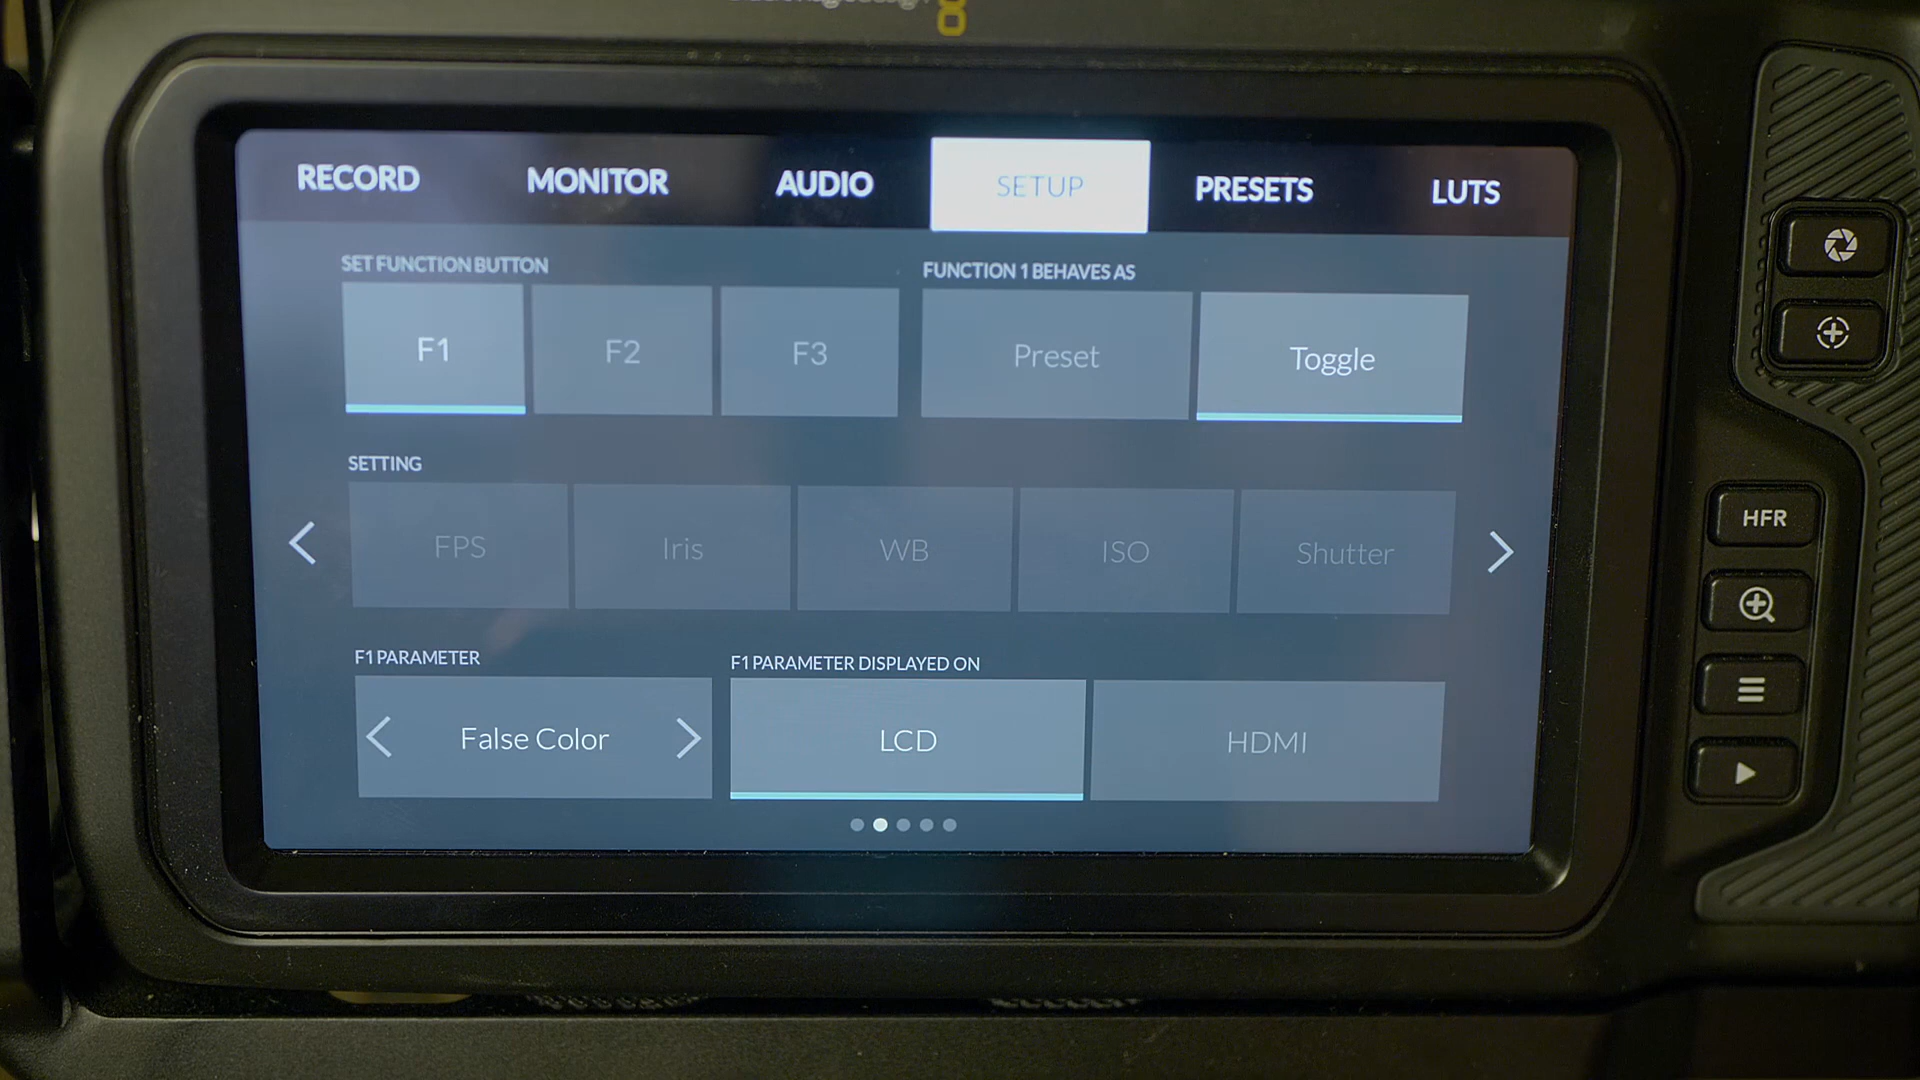 RECORD MONITOR AUDIO SETUP PRESETS LUTS
SET FUNCTION BUTTON FUNCTION 1 BEHAVES AS
F1 F2 F3 Preset Toggle
SETTING
FPS Iris WB ISO Shutter
F1 PARAMETER F1 PARAMETER DISPLAYED ON
False Color LCD HDMI
HFR